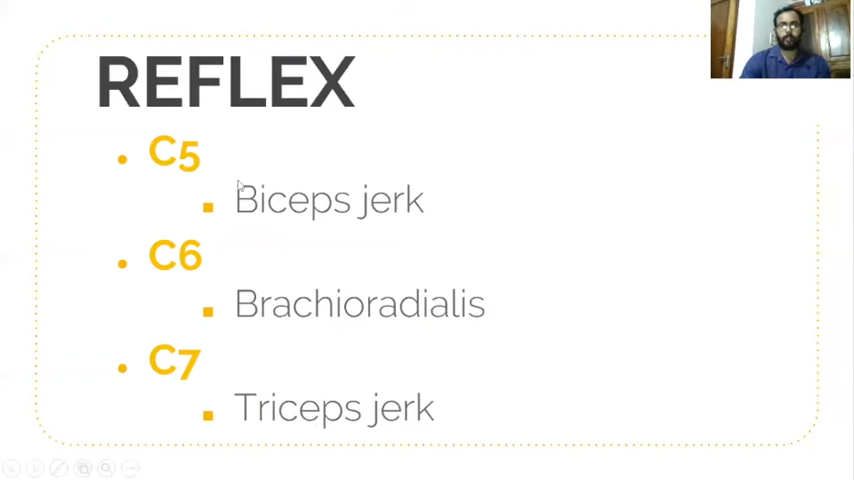 REFLEX
C5
Biceps jerk
C6
Brachioradialis
C7
Triceps jerk